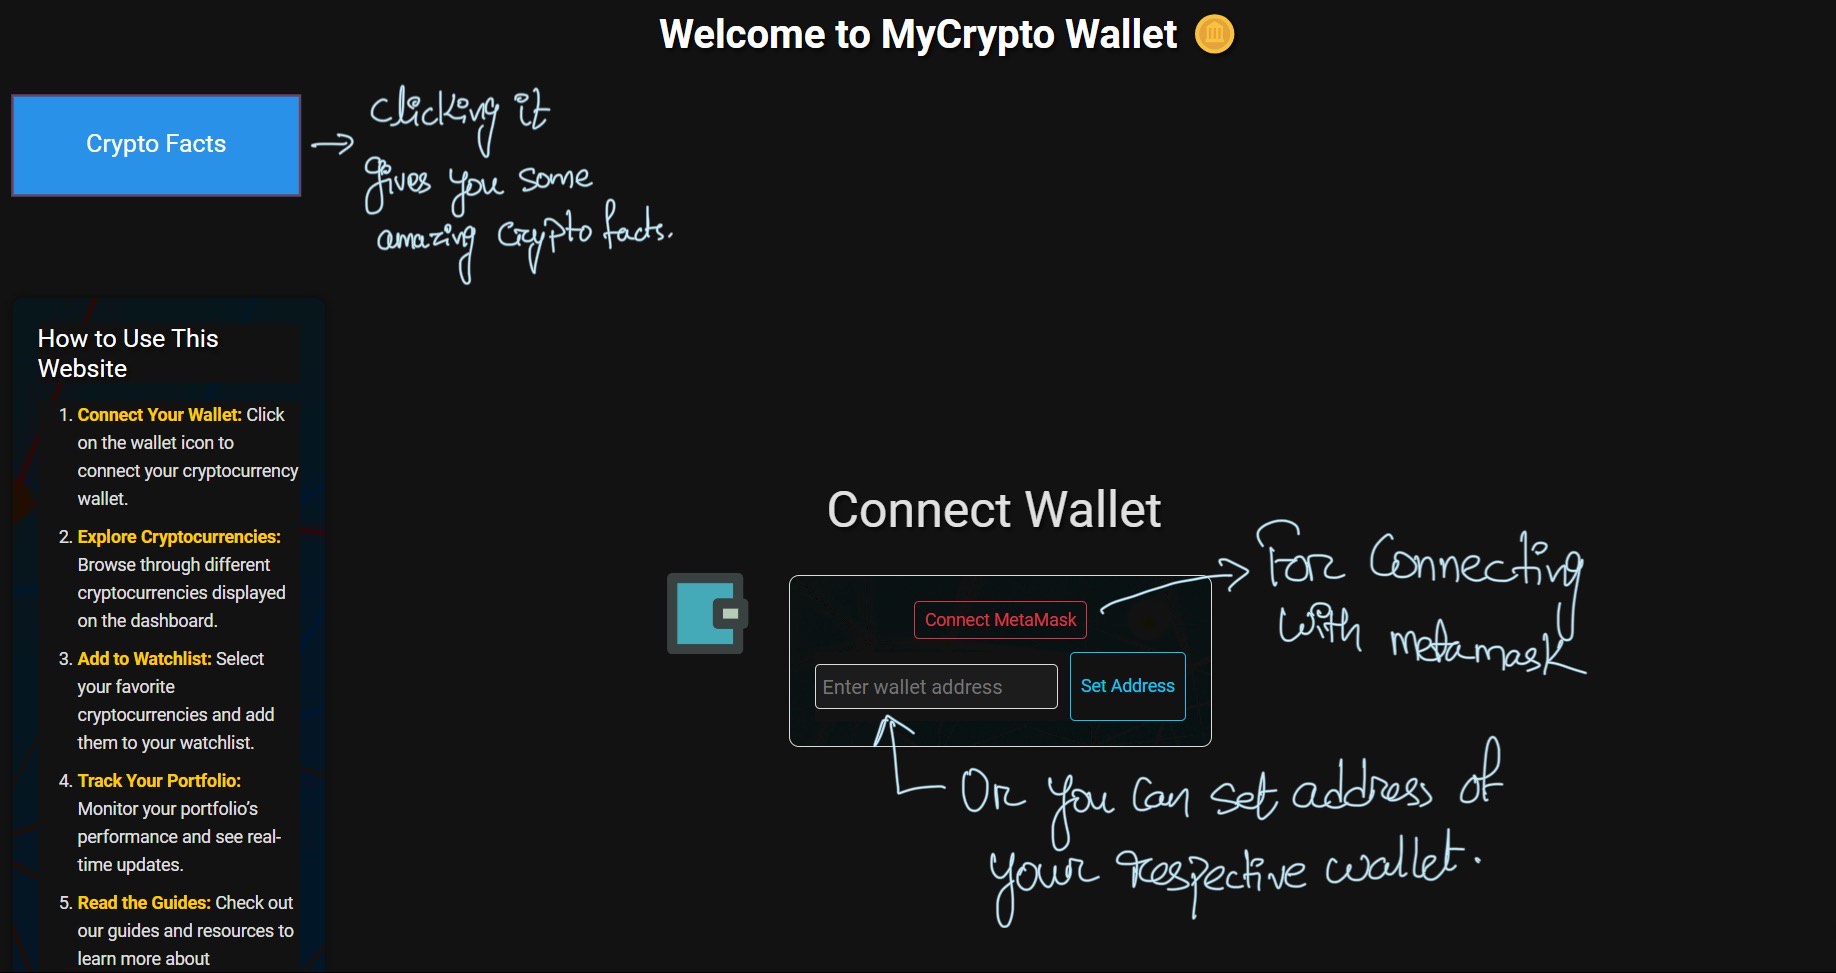 Welcome to MyCrypto Wallet
Crypto Facts
Clicking it
gives you some
amazing Crypto facts.
How to Use This
Website
1. Connect Your Wallet: Click
on the wallet icon to
connect your cryptocurrency
wallet.
2. Explore Cryptocurrencies:
Browse through different
cryptocurrencies displayed
on the dashboard.
3. Add to Watchlist: Select
your favorite
cryptocurrencies and add
them to your watchlist.
4. Track Your Portfolio:
Monitor your portfolio's
performance and see real-
time updates.
5. Read the Guides: Check out
our guides and resources to
learn more about
Connect Wallet
Connect MetaMask
Enter wallet address
Set Address
For Connecting
with metamask
Or you can set address of
your respective wallet.